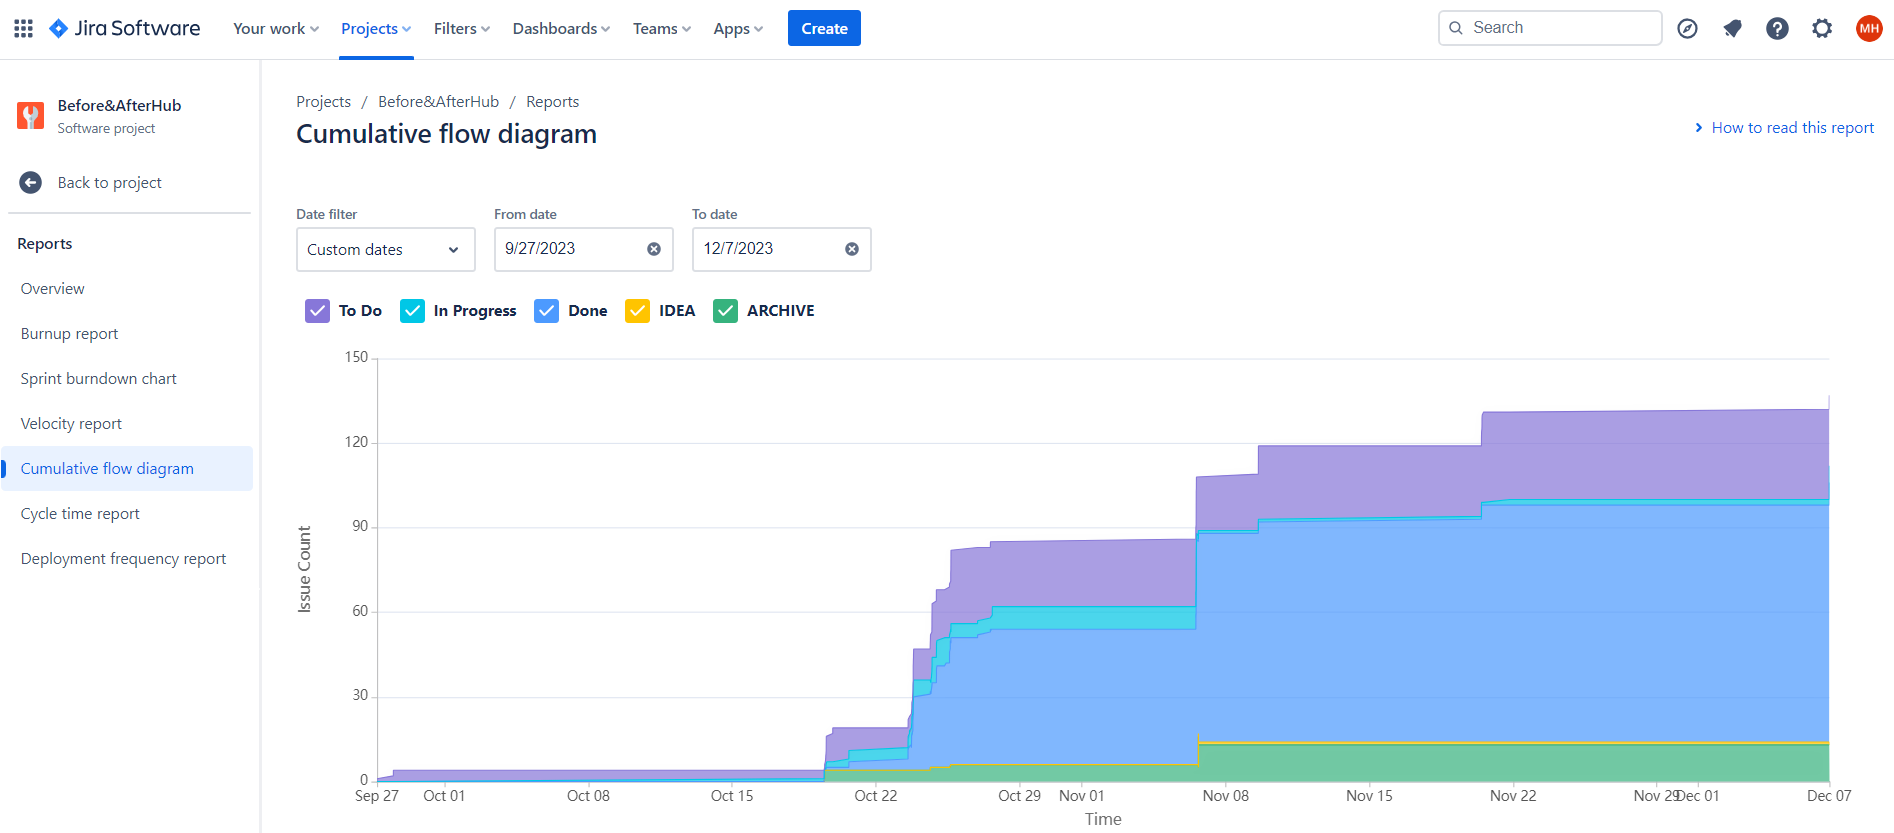 Jira Software Your work Projects Filters Dashboards Teams Apps Create Search MH
Before&AfterHub
Software project
Back to project
Reports
Overview
Burnup report
Sprint burndown chart
Velocity report
Cumulative flow diagram
Cycle time report
Deployment frequency report
Projects / Before&AfterHub / Reports
Cumulative flow diagram
How to read this report
Date filter From date To date
Custom dates 9/27/2023 12/7/2023
To Do In Progress Done IDEA ARCHIVE
150
120
90
60
30
0
Issue Count
Sep 27 Oct 01 Oct 08 Oct 15 Oct 22 Oct 29 Nov 01 Nov 08 Nov 15 Nov 22 Nov 29 Dec 01 Dec 07
Time